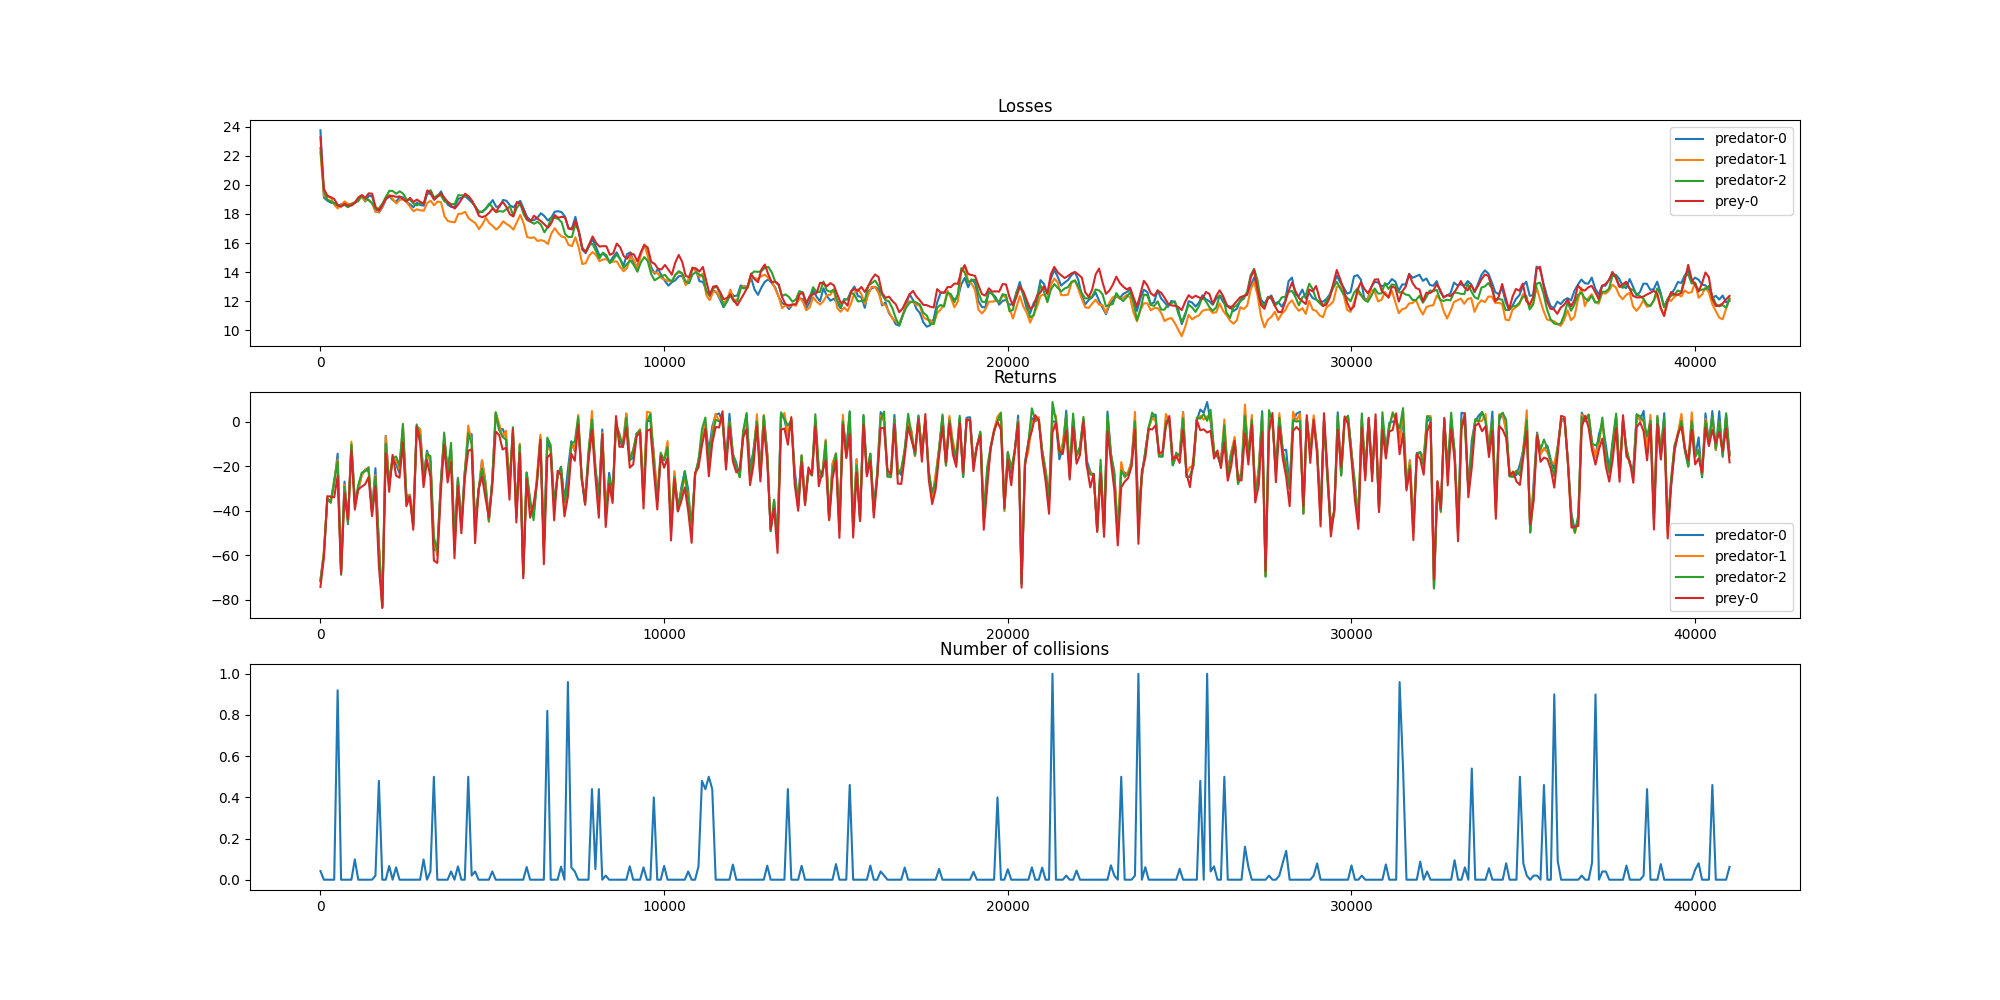 Losses
24
22
20
18
16
14
12
10
predator-0
predator-1
predator-2
prey-0
0 10000 20000 30000 40000
Returns
0
−20
−40
−60
−80
predator-0
predator-1
predator-2
prey-0
0 10000 20000 30000 40000
Number of collisions
1.0
0.8
0.6
0.4
0.2
0.0
0 10000 20000 30000 40000